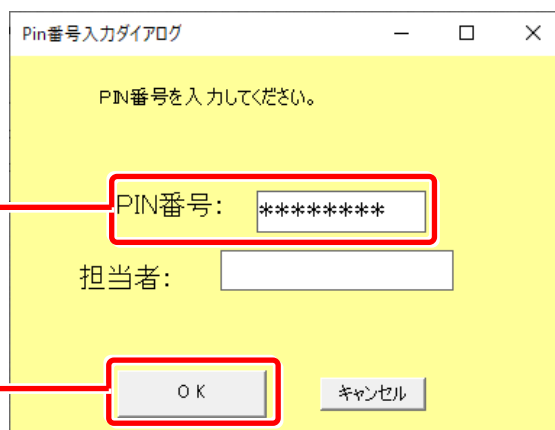 Pin番号入力ダイアログ
PIN番号を入力してください。
PIN番号: ********
担当者:
OK キャンセル